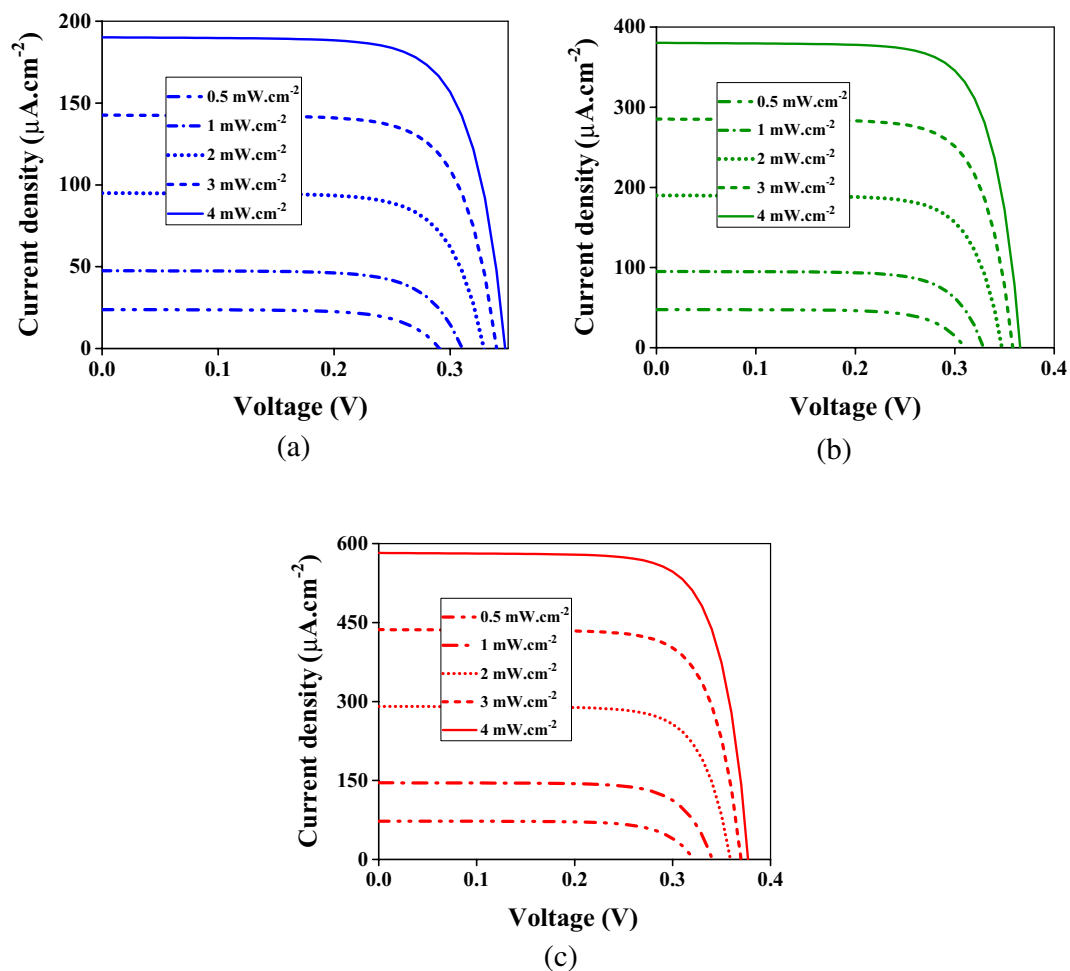 200
150
100
50
0
0.0
0.1
0.2
0.3
Current density (μA.cm-2)
Voltage (V)
0.5 mW.cm-2
1 mW.cm-2
2 mW.cm-2
3 mW.cm-2
4 mW.cm-2
(a)
400
300
200
100
0
0.0
0.1
0.2
0.3
0.4
Current density (μA.cm-2)
Voltage (V)
0.5 mW.cm-2
1 mW.cm-2
2 mW.cm-2
3 mW.cm-2
4 mW.cm-2
(b)
600
450
300
150
0
0.0
0.1
0.2
0.3
0.4
Current density (μA.cm-2)
Voltage (V)
0.5 mW.cm-2
1 mW.cm-2
2 mW.cm-2
3 mW.cm-2
4 mW.cm-2
(c)